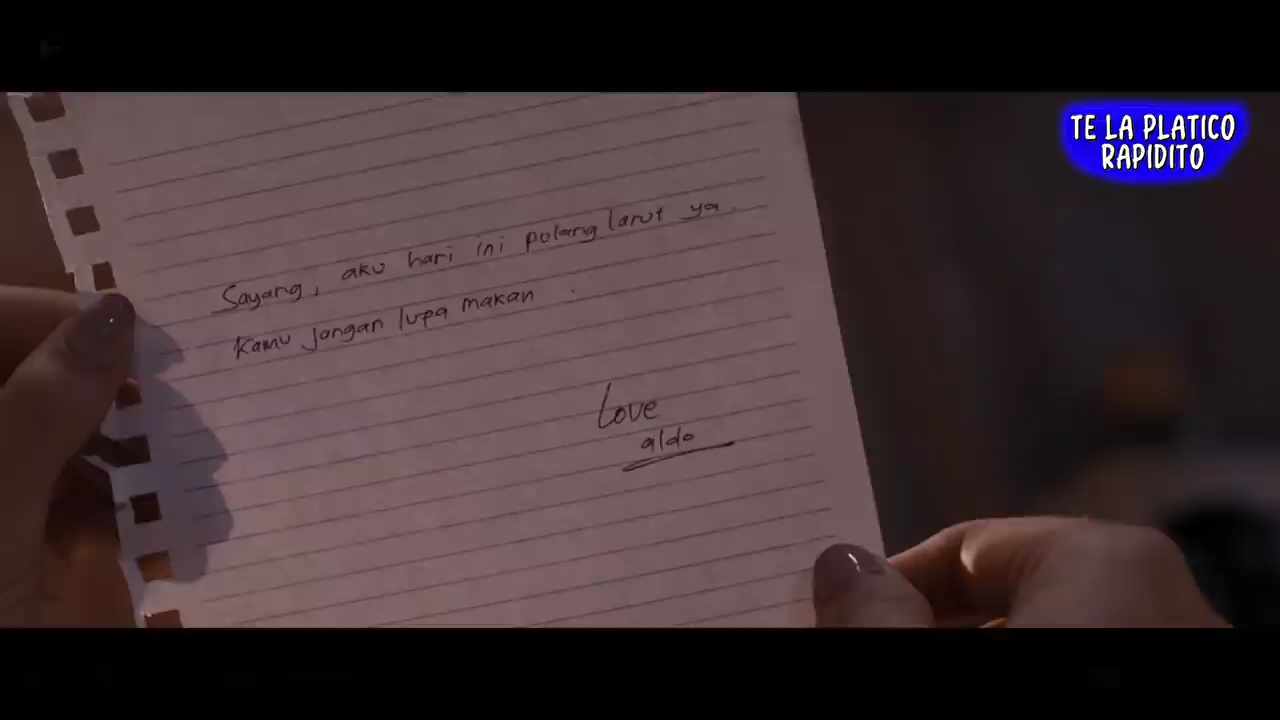 TE LA PLATICO
RAPIDITO
Sayang, aku hari ini pulang larut ya.
Kamu jangan lupa makan.
Love
aldo